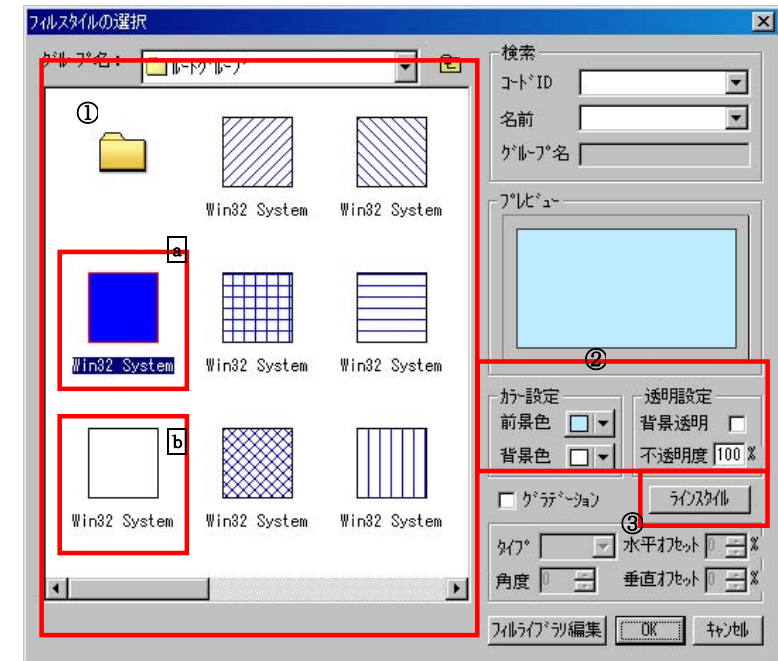 フィルスタイルの選択
グループ名：
ルートグループ
①
Win32 System
Win32 System
a
Win32 System
Win32 System
Win32 System
b
Win32 System
Win32 System
Win32 System
検索
コードID
名前
グループ名
プレビュー
②
カラー設定
前景色
背景色
透明設定
背景透明
不透明度 100 %
グラデーション
ラインスタイル
③
タイプ
水平オフセット 0 %
角度 0
垂直オフセット 0 %
フィルライブラリ編集
OK
キャンセル